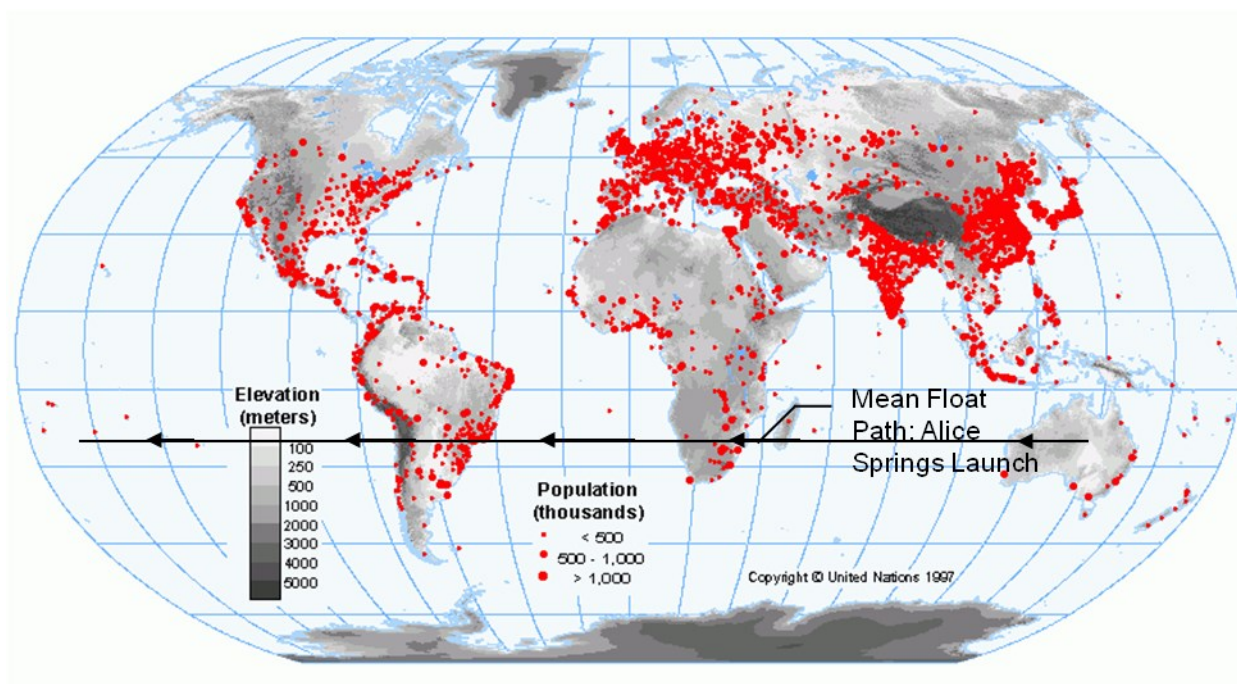 Elevation
(meters)
100
250
500
1000
2000
3000
4000
5000
Population
(thousands)
< 500
500 - 1,000
> 1,000
Mean Float
Path: Alice
Springs Launch
Copyright © United Nations 1997